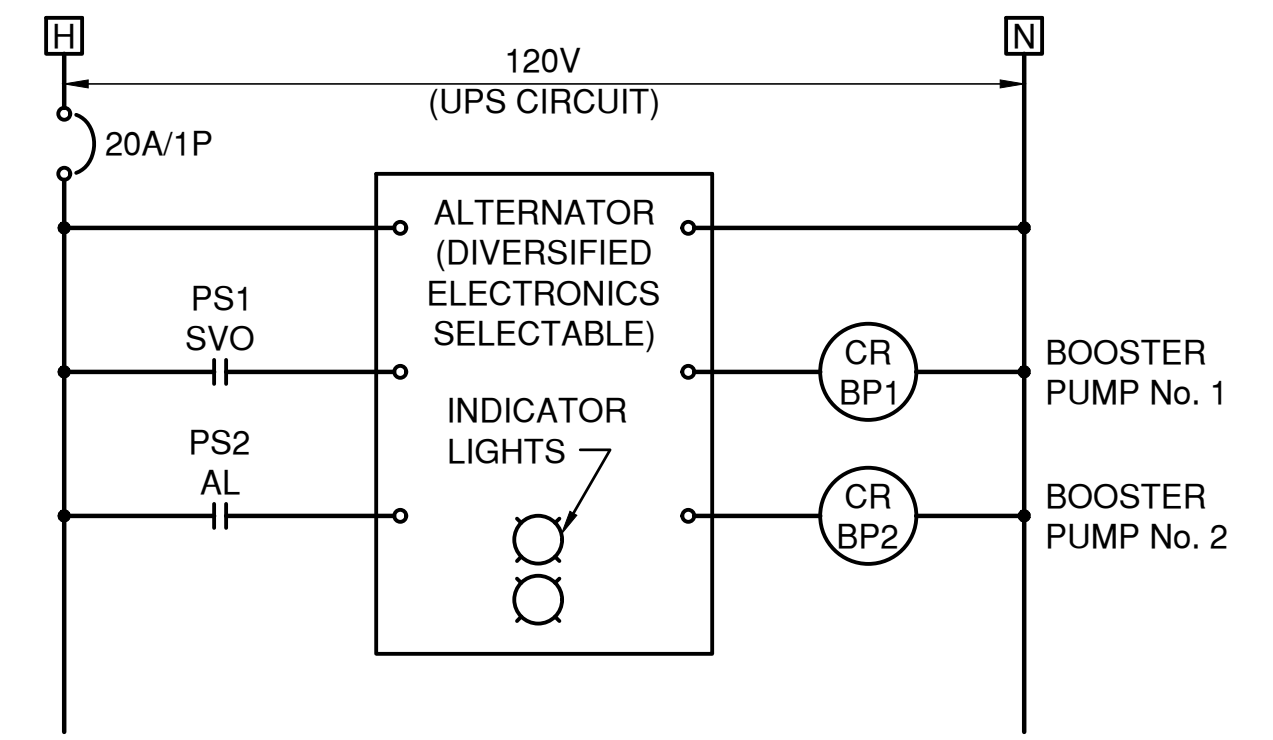 H
N
120V
(UPS CIRCUIT)
20A/1P
ALTERNATOR
(DIVERSIFIED
ELECTRONICS
SELECTABLE)
PS1
SVO
CR
BP1
BOOSTER
PUMP No. 1
INDICATOR
LIGHTS
PS2
AL
CR
BP2
BOOSTER
PUMP No. 2